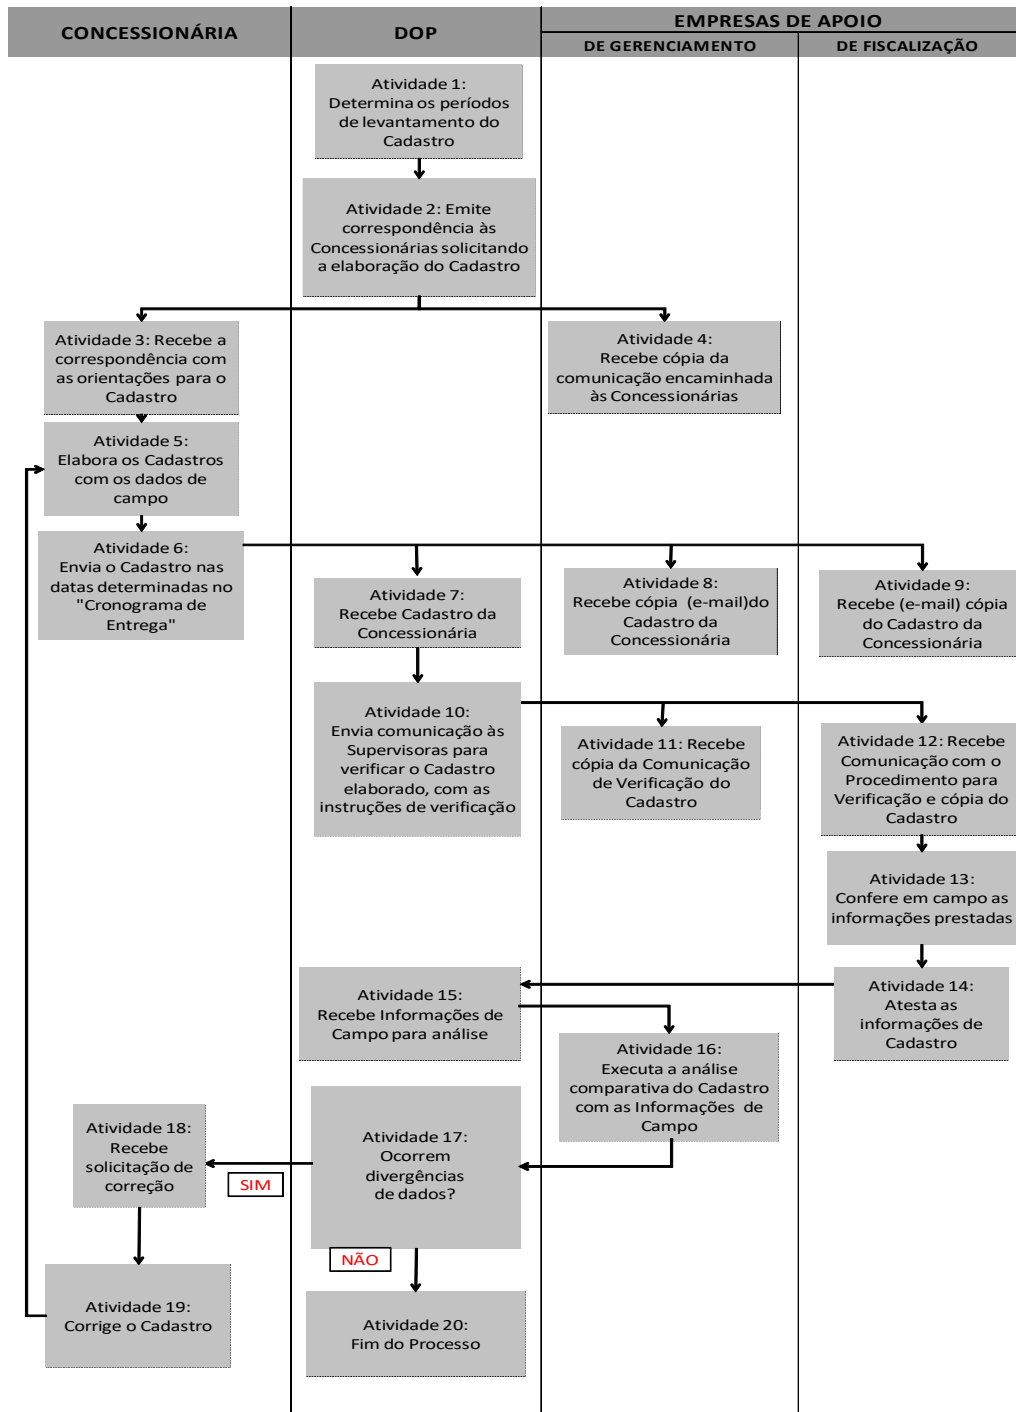 CONCESSIONÁRIA
DOP
EMPRESAS DE APOIO
DE GERENCIAMENTO
DE FISCALIZAÇÃO
Atividade 1:
Determina os períodos
de levantamento do
Cadastro
Atividade 2: Emite
correspondência às
Concessionárias solicitando
a elaboração do Cadastro
Atividade 3: Recebe a
correspondência com
as orientações para o
Cadastro
Atividade 4:
Recebe cópia da
comunicação encaminhada
às Concessionárias
Atividade 5:
Elabora os Cadastros
com os dados de
campo
Atividade 6:
Envia o Cadastro nas
datas determinadas no
"Cronograma de
Entrega"
Atividade 7:
Recebe Cadastro da
Concessionária
Atividade 8:
Recebe cópia (e-mail)do
Cadastro da
Concessionária
Atividade 9:
Recebe (e-mail) cópia
do Cadastro da
Concessionária
Atividade 10:
Envia comunicação às
Supervisoras para
verificar o Cadastro
elaborado, com as
instruções de verificação
Atividade 11: Recebe
cópia da Comunicação
de Verificação do
Cadastro
Atividade 12: Recebe
Comunicação com o
Procedimento para
Verificação e cópia do
Cadastro
Atividade 13:
Confere em campo as
informações prestadas
Atividade 14:
Atesta as
informações de
Cadastro
Atividade 15:
Recebe Informações de
Campo para análise
Atividade 16:
Executa a análise
comparativa do Cadastro
com as Informações de
Campo
Atividade 17:
Ocorrem
divergências
de dados?
Atividade 18:
Recebe
solicitação de
correção
SIM
NÃO
Atividade 19:
Corrige o Cadastro
Atividade 20:
Fim do Processo